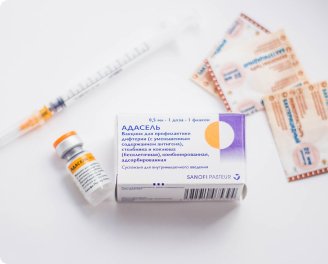 0,5 мл - 1 доза - 1 флакон
АДАСЕЛЬ
Вакцина для профилактики
дифтерии (с уменьшенным
содержанием антигена),
столбняка и коклюша
(бесклеточная), комбинированная,
адсорбированная
Суспензия для внутримышечного введения
SANOFI PASTEUR